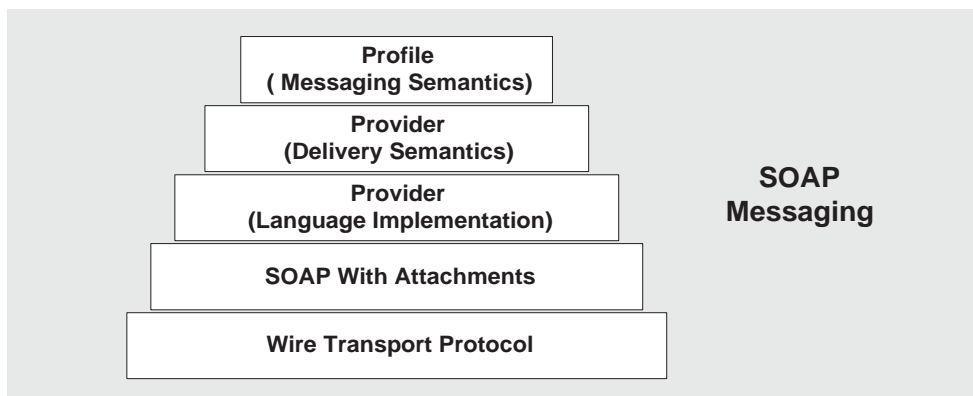 Profile
( Messaging Semantics)
Provider
(Delivery Semantics)
Provider
(Language Implementation)
SOAP With Attachments
Wire Transport Protocol
SOAP
Messaging